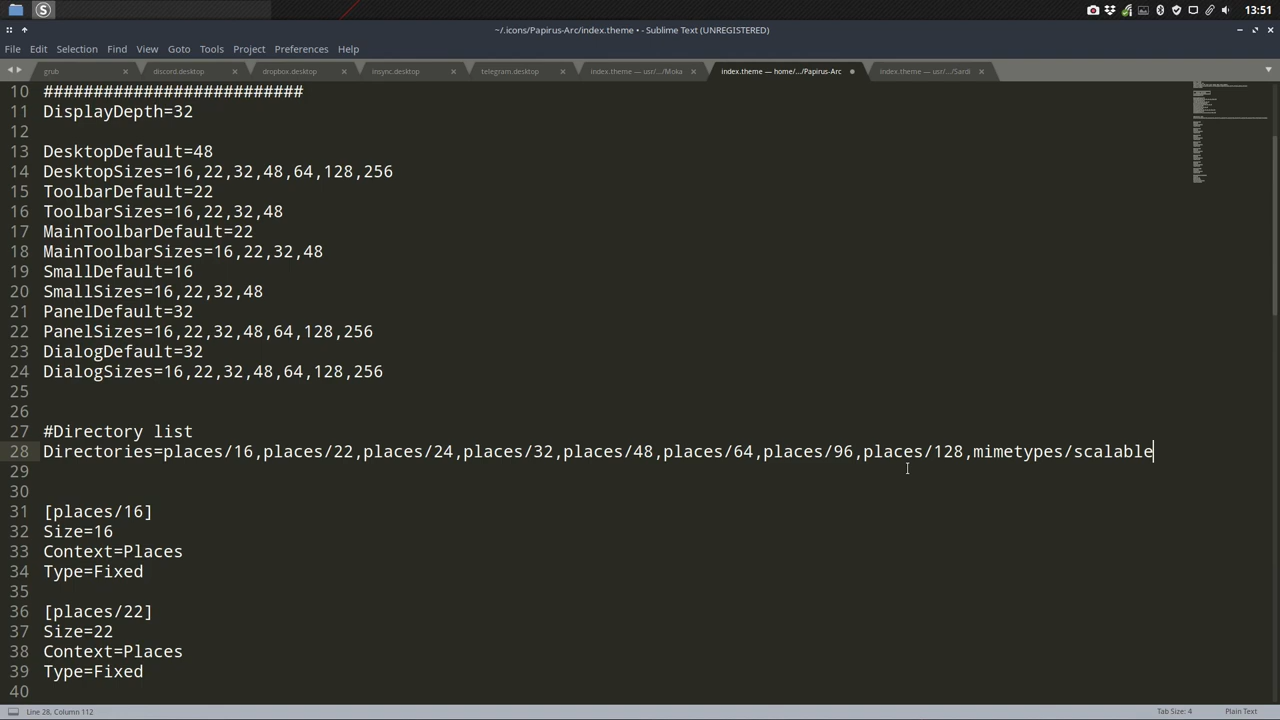 13:51
~/.icons/Papirus-Arc/index.theme • - Sublime Text (UNREGISTERED)
File Edit Selection Find View Goto Tools Project Preferences Help
grub discord.desktop dropbox.desktop insync.desktop telegram.desktop index.theme — usr/.../Moka index.theme — home/.../Papirus-Arc index.theme — usr/.../Sardi
10 ##########################
11 DisplayDepth=32
12
13 DesktopDefault=48
14 DesktopSizes=16,22,32,48,64,128,256
15 ToolbarDefault=22
16 ToolbarSizes=16,22,32,48
17 MainToolbarDefault=22
18 MainToolbarSizes=16,22,32,48
19 SmallDefault=16
20 SmallSizes=16,22,32,48
21 PanelDefault=32
22 PanelSizes=16,22,32,48,64,128,256
23 DialogDefault=32
24 DialogSizes=16,22,32,48,64,128,256
25
26
27 #Directory list
28 Directories=places/16,places/22,places/24,places/32,places/48,places/64,places/96,places/128,mimetypes/scalable
29
30
31 [places/16]
32 Size=16
33 Context=Places
34 Type=Fixed
35
36 [places/22]
37 Size=22
38 Context=Places
39 Type=Fixed
40
Line 28, Column 112 Tab Size: 4 Plain Text